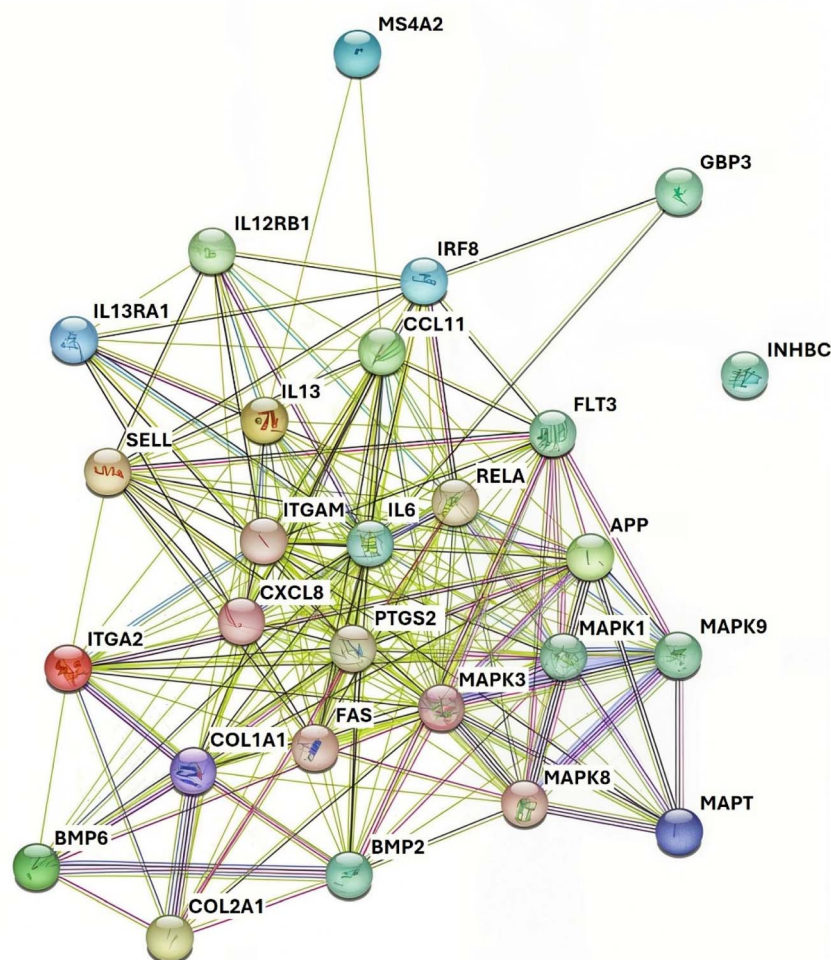 MS4A2
GBP3
IL12RB1
IRF8
IL13RA1
CCL11
INHBC
IL13
FLT3
SELL
RELA
ITGAM
IL6
APP
CXCL8
PTGS2
MAPK1
MAPK9
ITGA2
MAPK3
FAS
COL1A1
MAPK8
MAPT
BMP6
BMP2
COL2A1